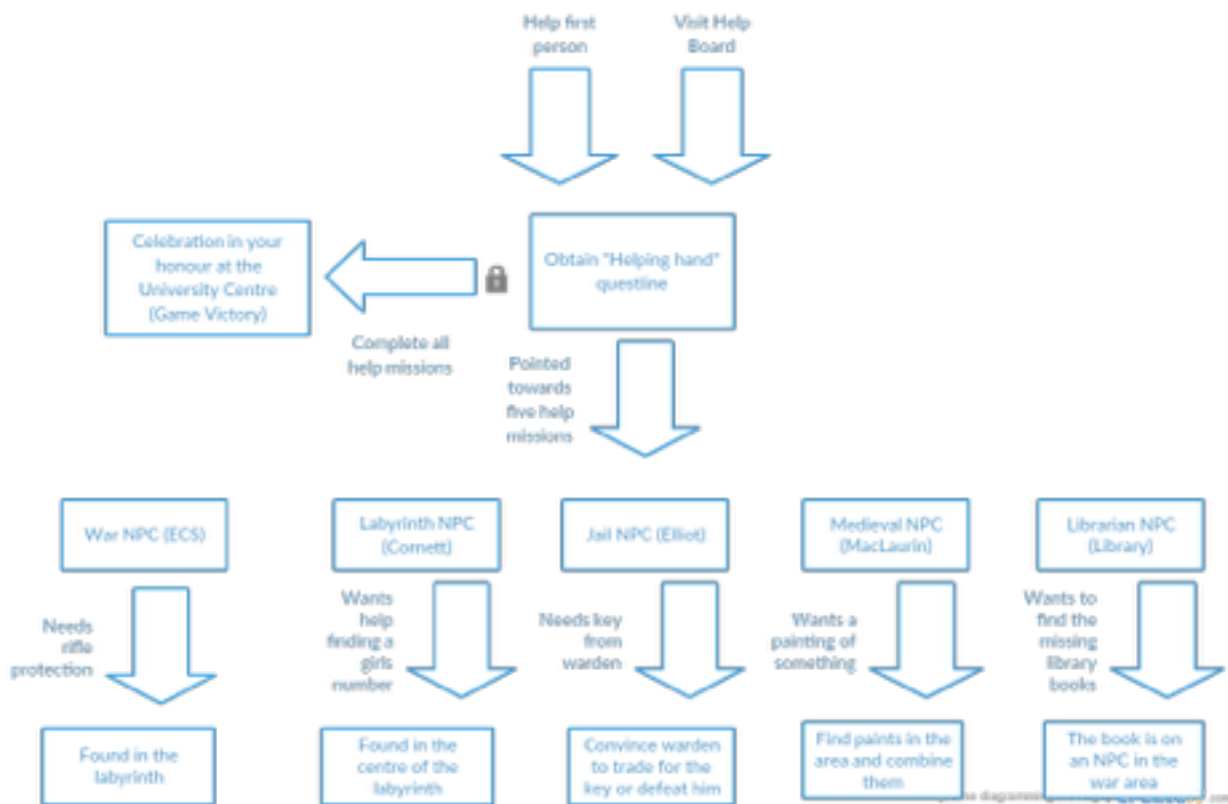 Help first
person
Visit Help
Board
Celebration in your
honour at the
University Centre
(Game Victory)
Obtain "Helping hand"
questline
Complete all
help missions
Pointed
towards
five help
missions
War NPC (ECS)
Labyrinth NPC
(Cornett)
Jail NPC (Elliot)
Medieval NPC
(MacLaurin)
Librarian NPC
(Library)
Needs
rifle
protection
Wants
help
finding a
girls
number
Needs key
from
warden
Wants a
painting of
something
Wants to
find the
missing
library
books
Found in the
labyrinth
Found in the
centre of the
labyrinth
Convince warden
to trade for the
key or defeat him
Find paints in the
area and combine
them
The book is on
an NPC in the
war area
diagramming